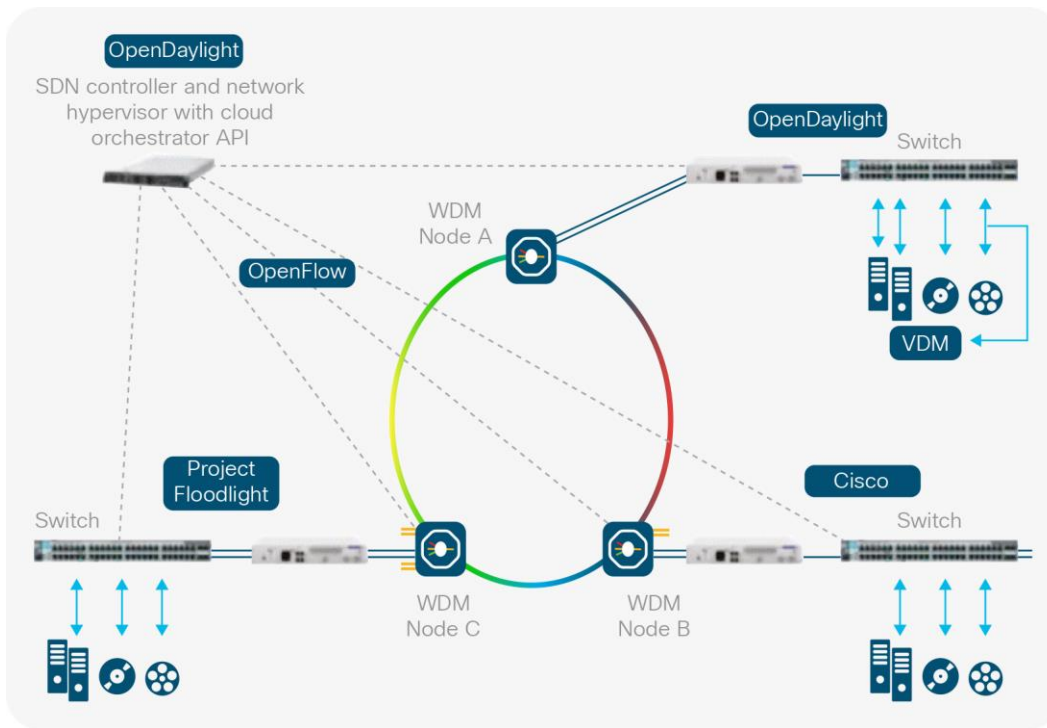 OpenDaylight
SDN controller and network
hypervisor with cloud
orchestrator API
OpenDaylight
Switch
WDM
Node A
OpenFlow
VDM
Project
Floodlight
Cisco
Switch
Switch
WDM
Node C
WDM
Node B